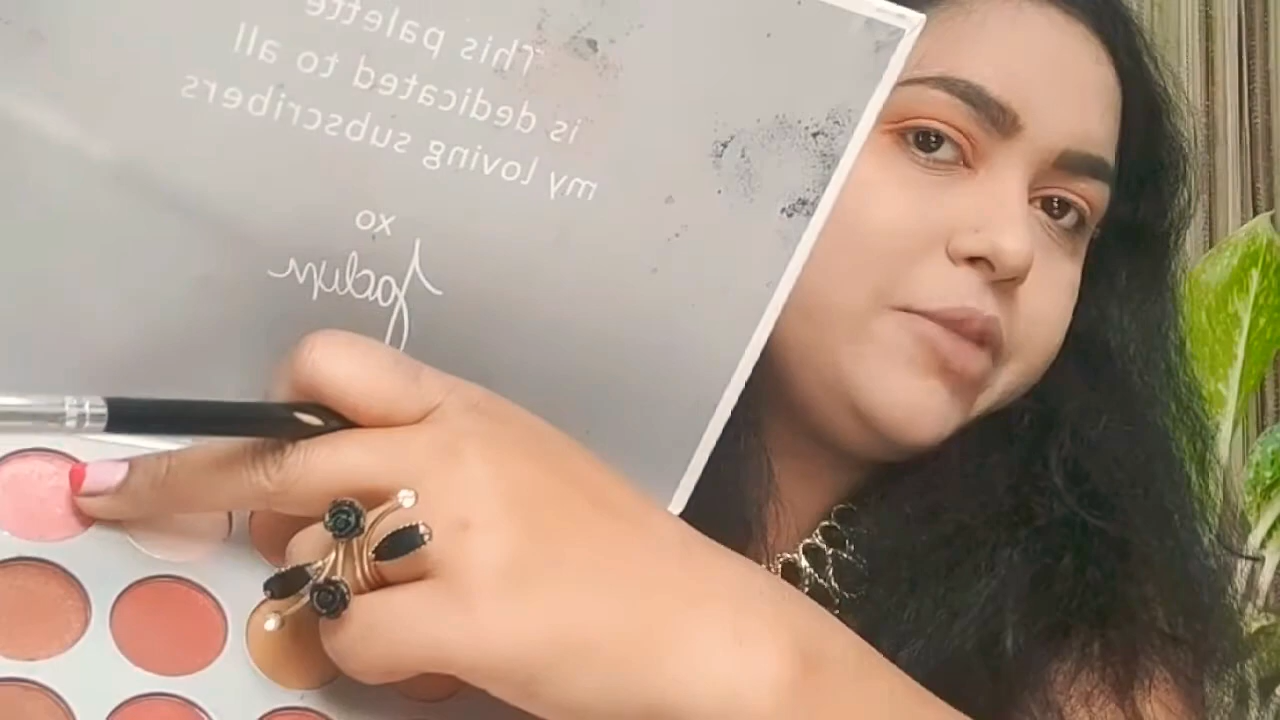 This palette
is dedicated to all
my loving subscribers
xo
Jaclyn